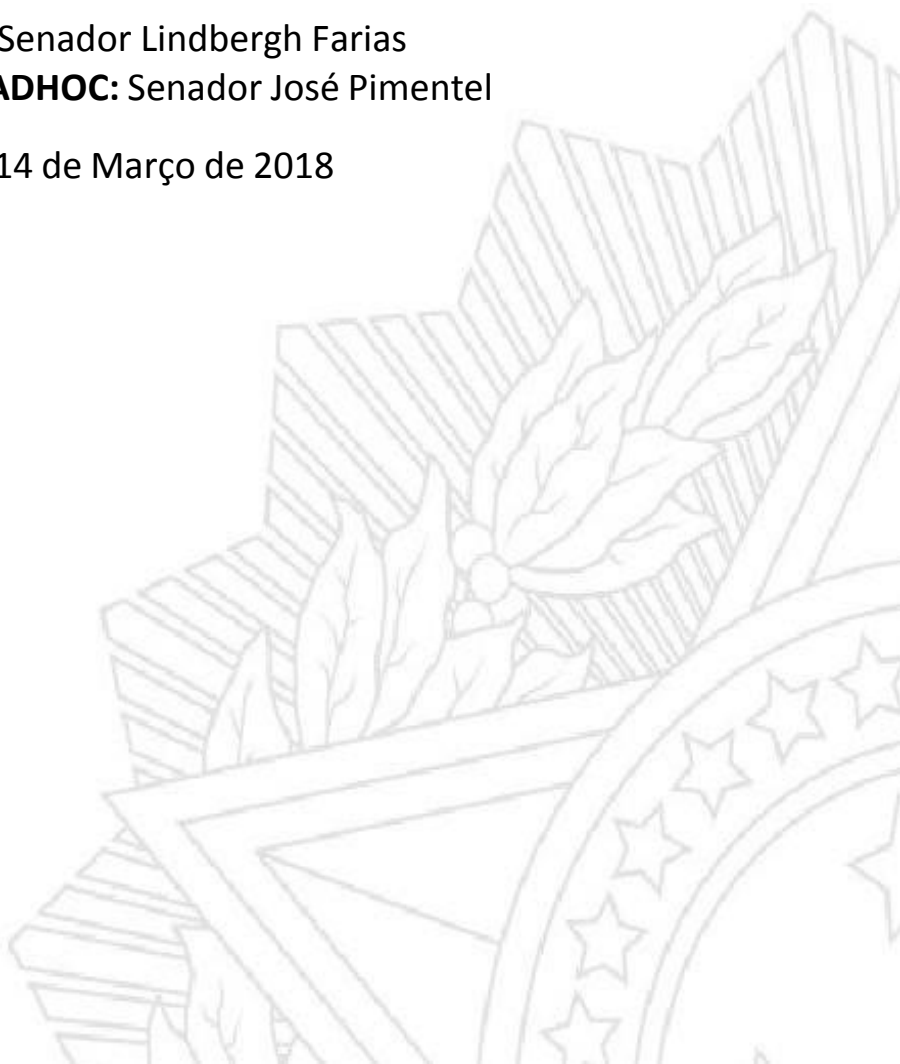 Senador Lindbergh Farias
ADHOC: Senador José Pimentel
14 de Março de 2018